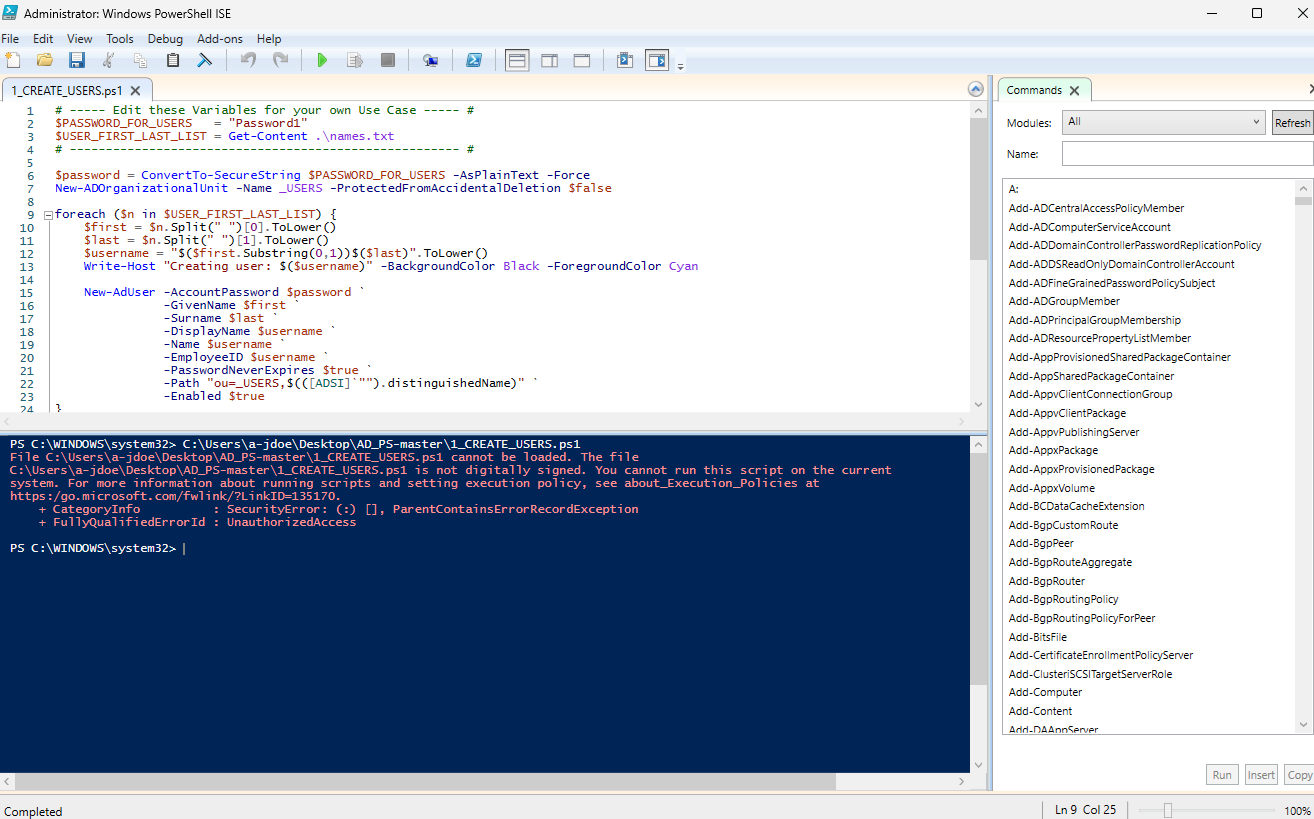 Administrator: Windows PowerShell ISE
File Edit View Tools Debug Add-ons Help
1_CREATE_USERS.ps1
1 # ----- Edit these Variables for your own Use Case ----- #
2 $PASSWORD_FOR_USERS   = "Password1"
3 $USER_FIRST_LAST_LIST = Get-Content .\names.txt
4 # ------------------------------------------------------ #
5
6 $password = ConvertTo-SecureString $PASSWORD_FOR_USERS -AsPlainText -Force
7 New-ADOrganizationalUnit -Name _USERS -ProtectedFromAccidentalDeletion $false
8
9 foreach ($n in $USER_FIRST_LAST_LIST) {
10     $first = $n.Split(" ")[0].ToLower()
11     $last = $n.Split(" ")[1].ToLower()
12     $username = "$($first.Substring(0,1))$($last)".ToLower()
13     Write-Host "Creating user: $($username)" -BackgroundColor Black -ForegroundColor Cyan
14
15     New-AdUser -AccountPassword $password `
16                -GivenName $first `
17                -Surname $last `
18                -DisplayName $username `
19                -Name $username `
20                -EmployeeID $username `
21                -PasswordNeverExpires $true `
22                -Path "ou=_USERS,$(([ADSI]`"").distinguishedName)" `
23                -Enabled $true
24 }
PS C:\WINDOWS\system32> C:\Users\a-jdoe\Desktop\AD_PS-master\1_CREATE_USERS.ps1
File C:\Users\a-jdoe\Desktop\AD_PS-master\1_CREATE_USERS.ps1 cannot be loaded. The file
C:\Users\a-jdoe\Desktop\AD_PS-master\1_CREATE_USERS.ps1 is not digitally signed. You cannot run this script on the current
system. For more information about running scripts and setting execution policy, see about_Execution_Policies at
https:/go.microsoft.com/fwlink/?LinkID=135170.
    + CategoryInfo          : SecurityError: (:) [], ParentContainsErrorRecordException
    + FullyQualifiedErrorId : UnauthorizedAccess
PS C:\WINDOWS\system32>
Commands
Modules: All Refresh
Name:
A:
Add-ADCentralAccessPolicyMember
Add-ADComputerServiceAccount
Add-ADDomainControllerPasswordReplicationPolicy
Add-ADDSReadOnlyDomainControllerAccount
Add-ADFineGrainedPasswordPolicySubject
Add-ADGroupMember
Add-ADPrincipalGroupMembership
Add-ADResourcePropertyListMember
Add-AppProvisionedSharedPackageContainer
Add-AppSharedPackageContainer
Add-AppvClientConnectionGroup
Add-AppvClientPackage
Add-AppvPublishingServer
Add-AppxPackage
Add-AppxProvisionedPackage
Add-AppxVolume
Add-BCDataCacheExtension
Add-BgpCustomRoute
Add-BgpPeer
Add-BgpRouteAggregate
Add-BgpRouter
Add-BgpRoutingPolicy
Add-BgpRoutingPolicyForPeer
Add-BitsFile
Add-CertificateEnrollmentPolicyServer
Add-ClusteriSCSITargetServerRole
Add-Computer
Add-Content
Add-DAAppServer
Run Insert Copy
Completed
Ln 9 Col 25
100%